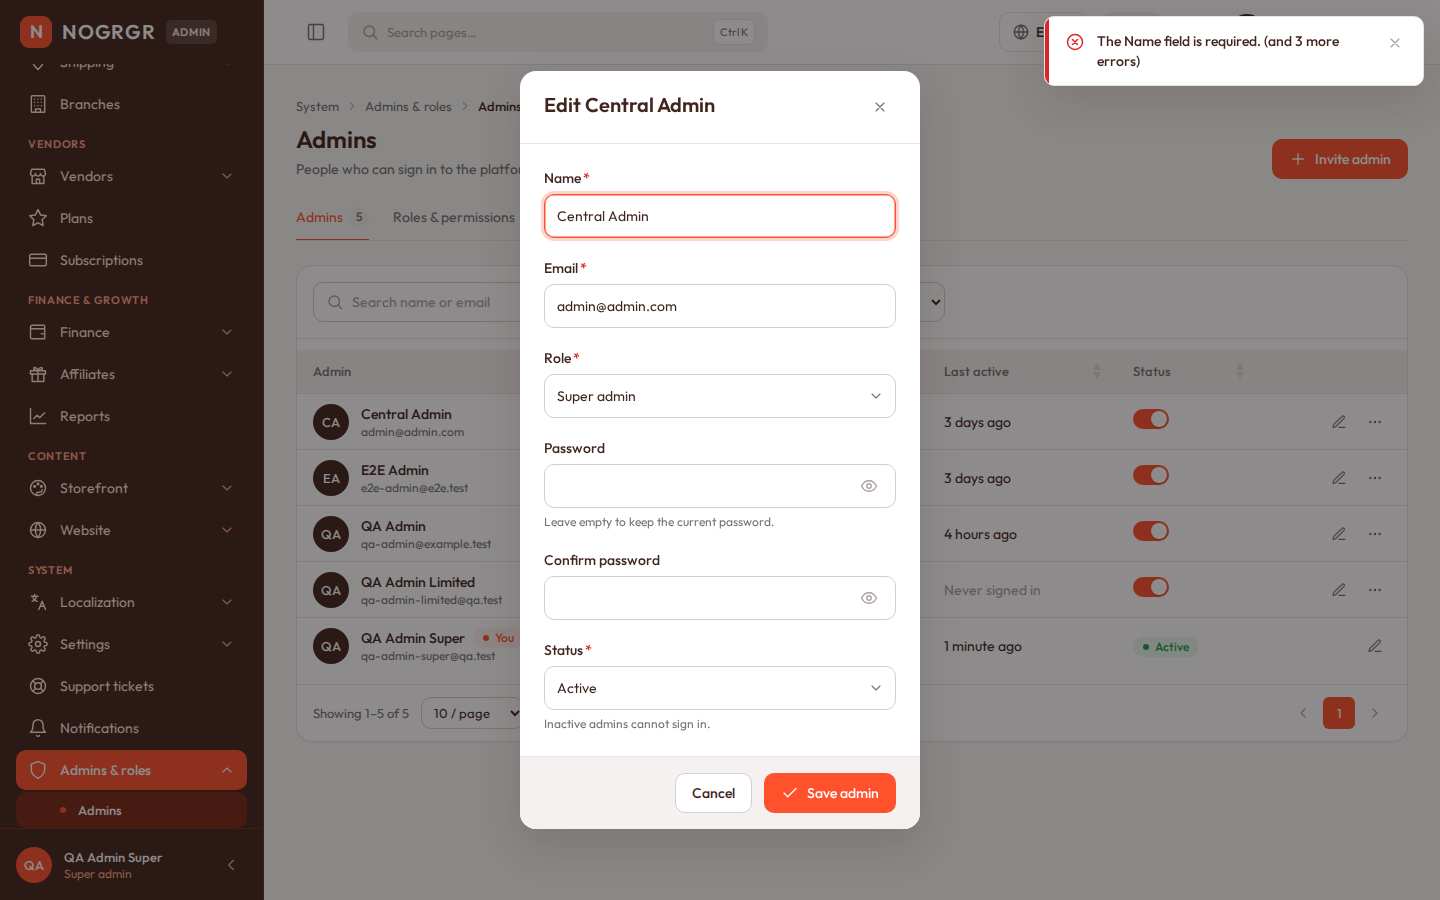 N NOGRGR ADMIN
Shipping
Branches
VENDORS
Vendors
Plans
Subscriptions
FINANCE & GROWTH
Finance
Affiliates
Reports
CONTENT
Storefront
Website
SYSTEM
Localization
Settings
Support tickets
Notifications
Admins & roles
Admins
QA QA Admin Super
Super admin
Search pages... Ctrl K
The Name field is required. (and 3 more
errors)
System Admins & roles Admins
Admins
Invite admin
Admins 5 Roles & permissions
Search name or email
Admin Last active Status
CA Central Admin
admin@admin.com
3 days ago
EA E2E Admin
e2e-admin@e2e.test
3 days ago
QA QA Admin
qa-admin@example.test
4 hours ago
QA QA Admin Limited
qa-admin-limited@qa.test
Never signed in
QA QA Admin Super You
qa-admin-super@qa.test
1 minute ago Active
Showing 1–5 of 5 10 / page 1
Edit Central Admin
Name *
Central Admin
Email *
admin@admin.com
Role *
Super admin
Password
Leave empty to keep the current password.
Confirm password
Status *
Active
Inactive admins cannot sign in.
Cancel Save admin